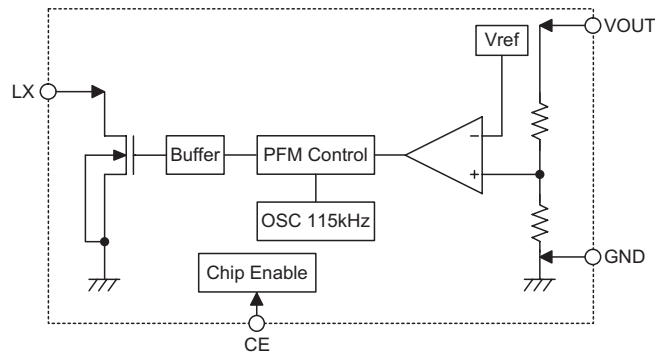 VOUT
Vref
LX
−
Buffer
PFM Control
+
OSC 115kHz
GND
Chip Enable
CE